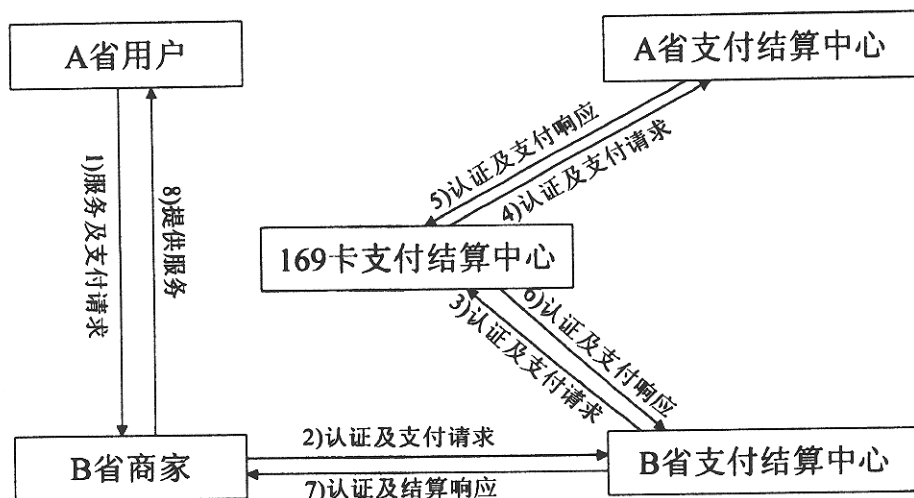 A省用户
A省支付结算中心
5)认证及支付响应
4)认证及支付请求
1)服务及支付请求
8)提供服务
169卡支付结算中心
6)认证及支付响应
3)认证及支付请求
2)认证及支付请求
B省商家
B省支付结算中心
7)认证及结算响应